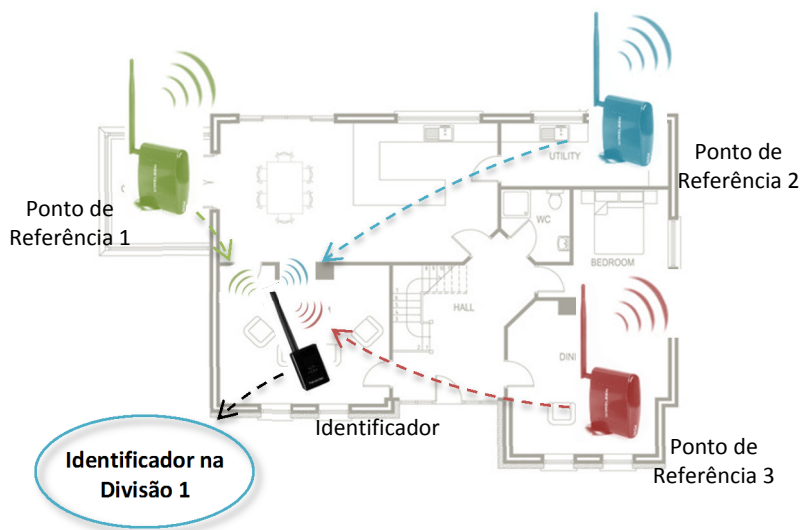 Ponto de
Referência 1
Ponto de
Referência 2
UTILITY
WC
BEDROOM
HALL
DINI
Identificador
Ponto de
Referência 3
Identificador na
Divisão 1